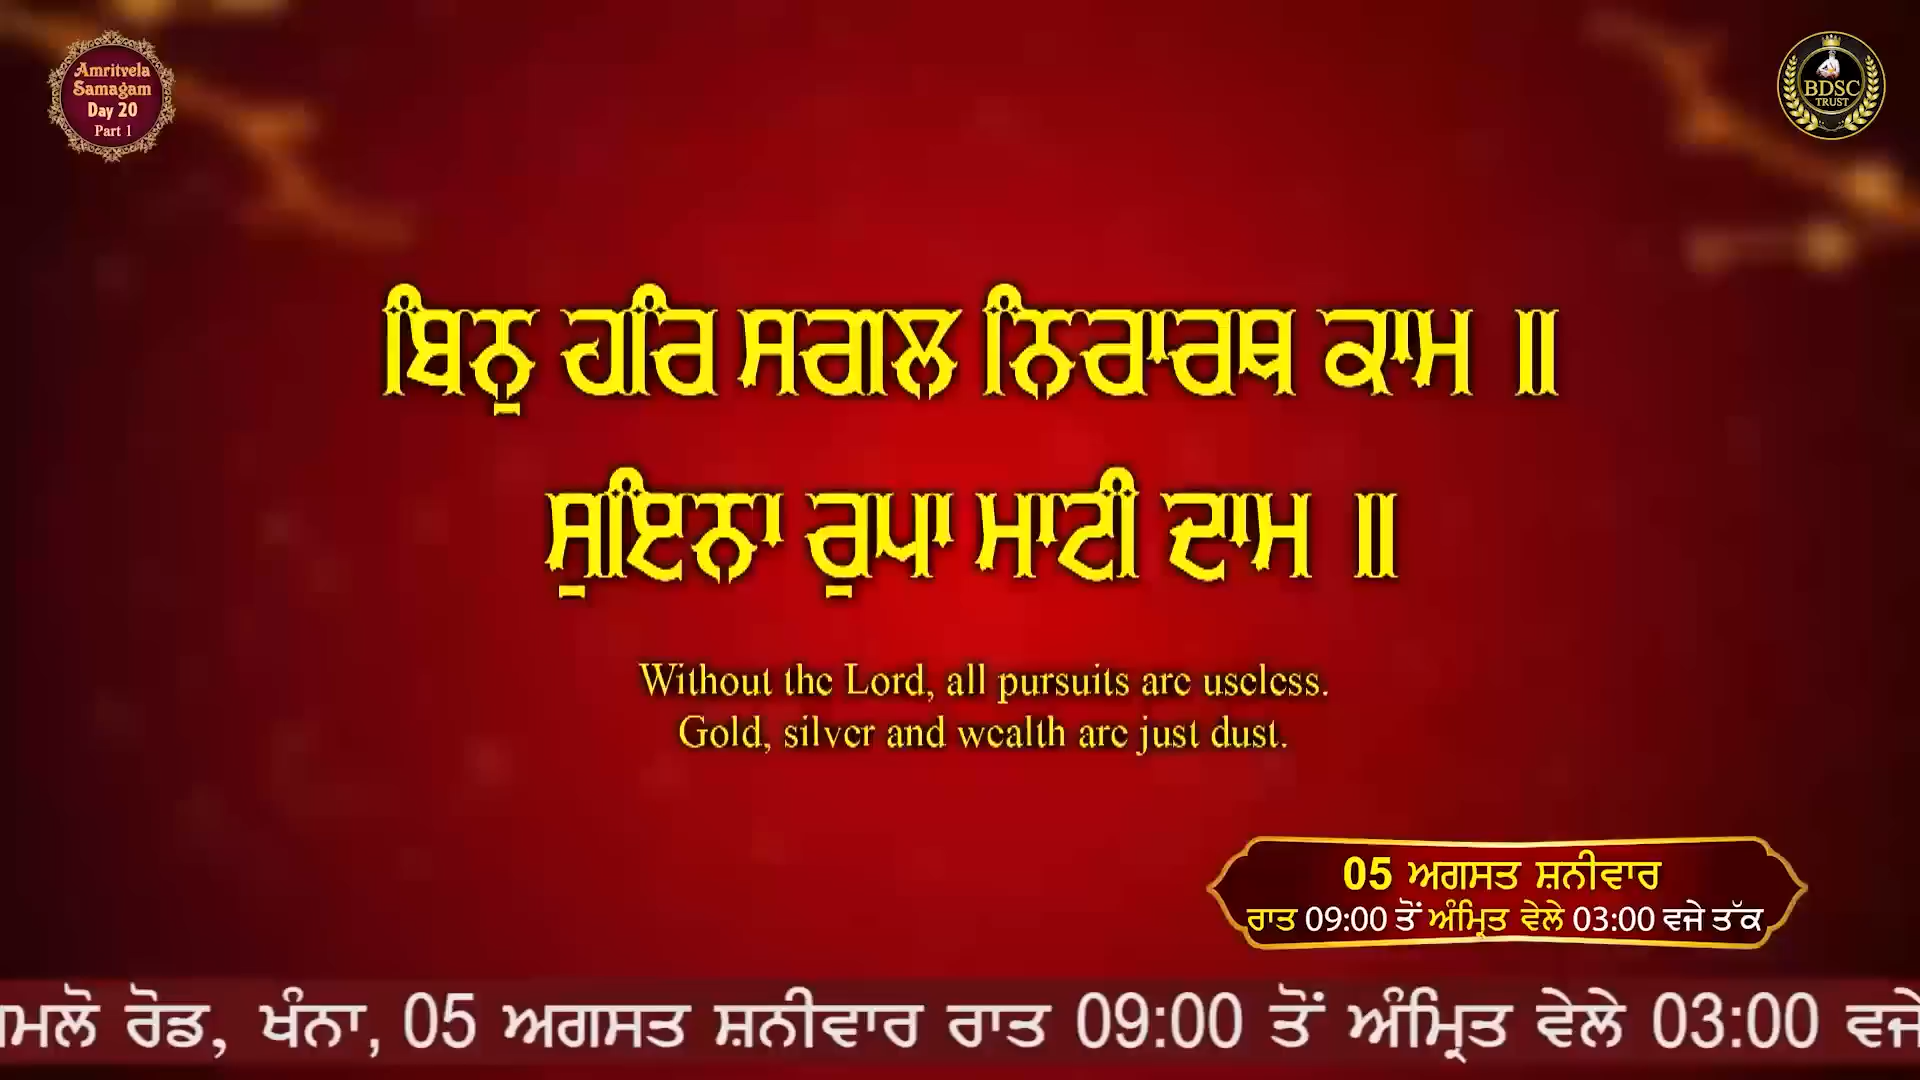 Amritvela
Samagam
Day 20
Part 1
BDSC
TRUST
ਬਿਨੁ ਹਰਿ ਸਗਲ ਨਿਰਾਰਥ ਕਾਮ ॥
ਸੁਇਨਾ ਰੁਪਾ ਮਾਟੀ ਦਾਮ ॥
Without the Lord, all pursuits are useless.
Gold, silver and wealth are just dust.
05 ਅਗਸਤ ਸ਼ਨੀਵਾਰ
ਰਾਤ 09:00 ਤੋਂ ਅੰਮ੍ਰਿਤ ਵੇਲੇ 03:00 ਵਜੇ ਤੱਕ
ਮਲੋ ਰੋਡ, ਖੰਨਾ, 05 ਅਗਸਤ ਸ਼ਨੀਵਾਰ ਰਾਤ 09:00 ਤੋਂ ਅੰਮ੍ਰਿਤ ਵੇਲੇ 03:00 ਵਜੇ